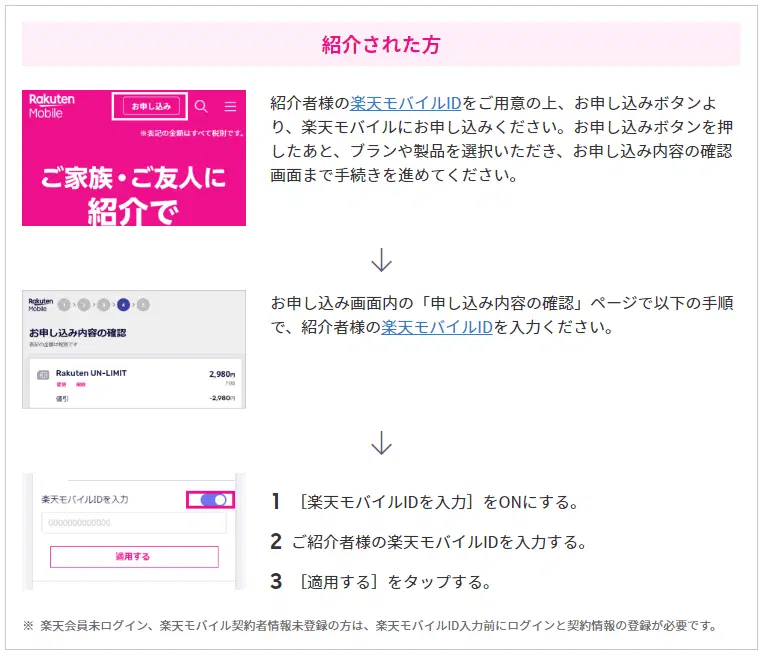 紹介された方
Rakuten
Mobile
お申し込み
※表記の金額はすべて税別です。
ご家族・ご友人に
紹介で
紹介者様の楽天モバイルIDをご用意の上、お申し込みボタンよ
り、楽天モバイルにお申し込みください。お申し込みボタンを押
したあと、プランや製品を選択いただき、お申し込み内容の確認
画面まで手続きを進めてください。
↓
Rakuten
Mobile
1 2 3 4 5
お申し込み内容の確認
表記の金額は税別です
Rakuten UN-LIMIT
2,980円
変更 削除
/月額
値引
-2,980円
お申し込み画面内の「申し込み内容の確認」ページで以下の手順
で、紹介者様の楽天モバイルIDを入力ください。
↓
楽天モバイルIDを入力
0000000000000
適用する
1 ［楽天モバイルIDを入力］をONにする。
2 ご紹介者様の楽天モバイルIDを入力する。
3 ［適用する］をタップする。
※ 楽天会員未ログイン、楽天モバイル契約者情報未登録の方は、楽天モバイルID入力前にログインと契約情報の登録が必要です。